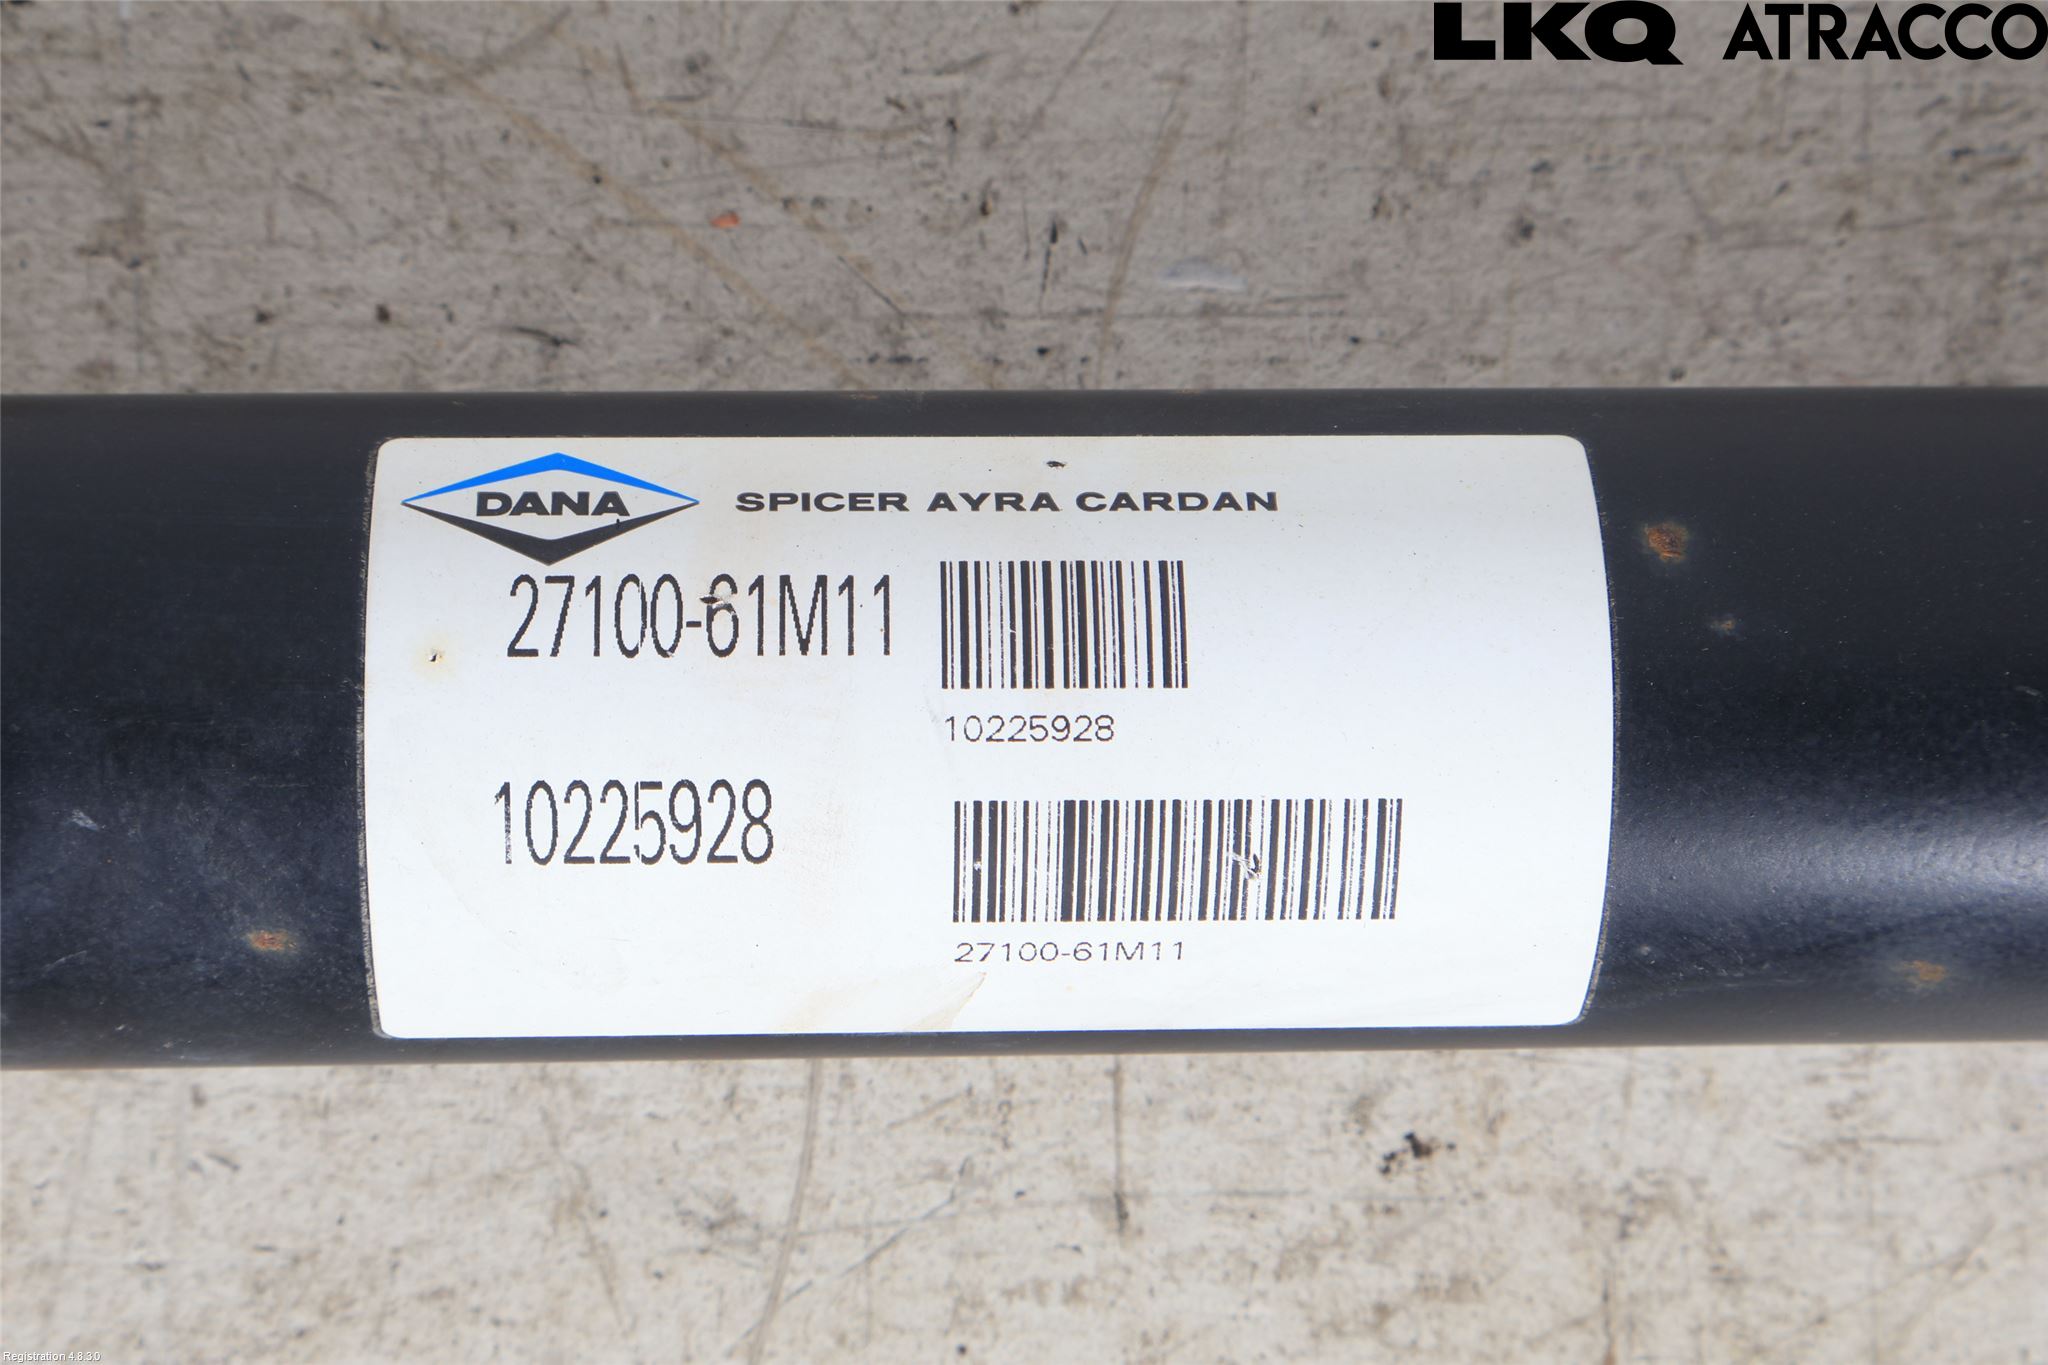 LKQ ATRACCO
DANA SPICER AYRA CARDAN
27100-61M11
10225928
10225928
27100-61M11
Registration 4.8.3.0